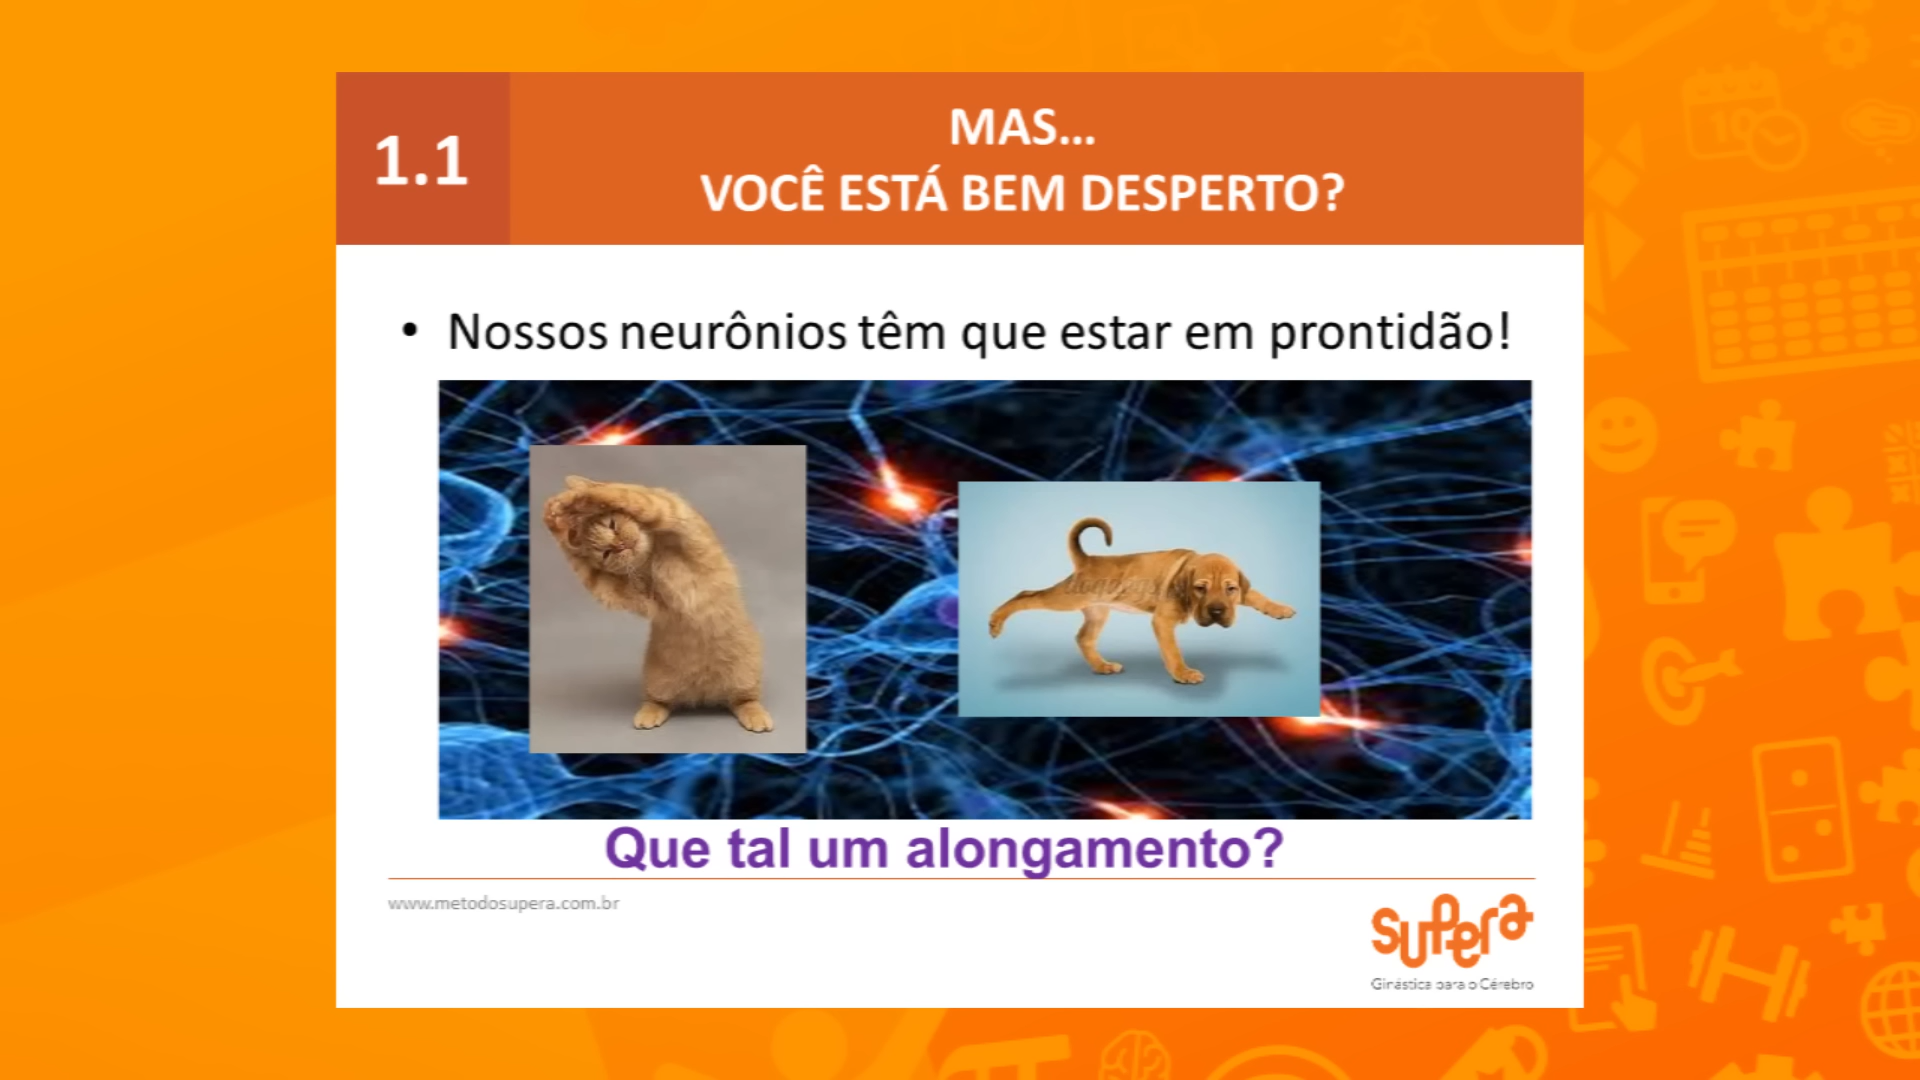 1.1
MAS...
VOCÊ ESTÁ BEM DESPERTO?
• Nossos neurônios têm que estar em prontidão!
Que tal um alongamento?
www.metodosupera.com.br
supera
Ginástica para o Cérebro
10